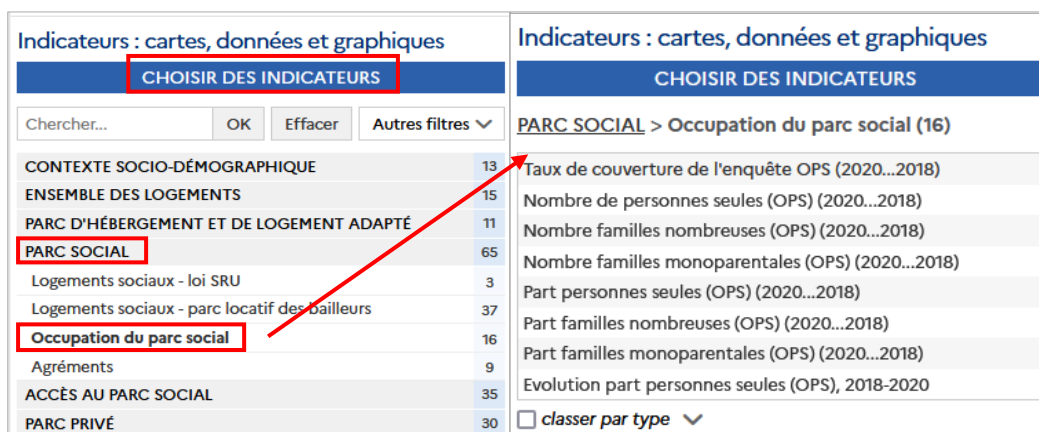 Indicateurs : cartes, données et graphiques
CHOISIR DES INDICATEURS
Chercher... OK Effacer Autres filtres
CONTEXTE SOCIO-DÉMOGRAPHIQUE 13
ENSEMBLE DES LOGEMENTS 15
PARC D'HÉBERGEMENT ET DE LOGEMENT ADAPTÉ 11
PARC SOCIAL 65
Logements sociaux - loi SRU 3
Logements sociaux - parc locatif des bailleurs 37
Occupation du parc social 16
Agréments 9
ACCÈS AU PARC SOCIAL 35
PARC PRIVÉ 30
Indicateurs : cartes, données et graphiques
CHOISIR DES INDICATEURS
PARC SOCIAL > Occupation du parc social (16)
Taux de couverture de l'enquête OPS (2020...2018)
Nombre de personnes seules (OPS) (2020...2018)
Nombre familles nombreuses (OPS) (2020...2018)
Nombre familles monoparentales (OPS) (2020...2018)
Part personnes seules (OPS) (2020...2018)
Part familles nombreuses (OPS) (2020...2018)
Part familles monoparentales (OPS) (2020...2018)
Evolution part personnes seules (OPS), 2018-2020
classer par type